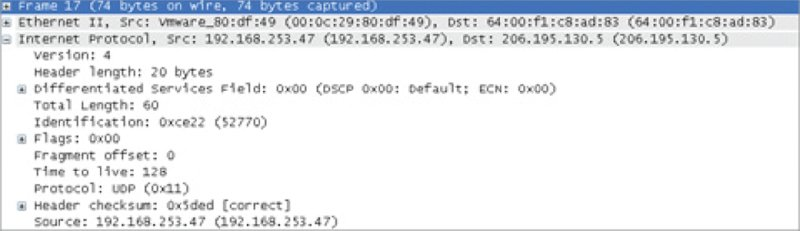 Frame 17 (74 bytes on wire, 74 bytes captured)
Ethernet II, Src: Vmware_80:df:49 (00:0c:29:80:df:49), Dst: 64:00:f1:c8:ad:83 (64:00:f1:c8:ad:83)
Internet Protocol, Src: 192.168.253.47 (192.168.253.47), Dst: 206.195.130.5 (206.195.130.5)
Version: 4
Header length: 20 bytes
Differentiated Services Field: 0x00 (DSCP 0x00: Default; ECN: 0x00)
Total Length: 60
Identification: 0xce22 (52770)
Flags: 0x00
Fragment offset: 0
Time to live: 128
Protocol: UDP (0x11)
Header checksum: 0x5ded [correct]
Source: 192.168.253.47 (192.168.253.47)